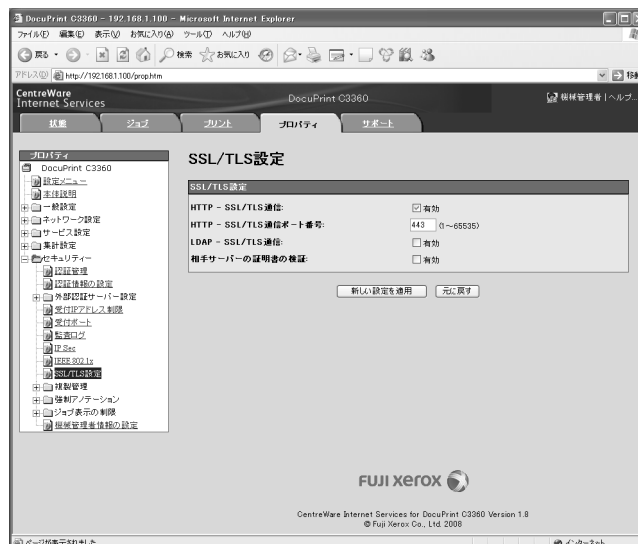 DocuPrint C3360 - 192.168.1.100 - Microsoft Internet Explorer
ファイル(F) 編集(E) 表示(V) お気に入り(A) ツール(T) ヘルプ(H)
戻る 検索 お気に入り
アドレス(D) http://192.168.1.100/prop.htm 移動
CentreWare
Internet Services
DocuPrint C3360
機械管理者 | ヘルプ...
状態 ジョブ プリント プロパティ サポート
プロパティ
DocuPrint C3360
設定メニュー
本体説明
一般設定
ネットワーク設定
サービス設定
集計設定
セキュリティー
認証管理
認証情報の設定
外部認証サーバー設定
受付IPアドレス制限
受付ポート
監査ログ
IP Sec
IEEE 802.1x
SSL/TLS設定
複製管理
強制アノテーション
ジョブ表示の制限
機械管理者情報の設定
SSL/TLS設定
SSL/TLS設定
HTTP - SSL/TLS通信: 有効
HTTP - SSL/TLS通信ポート番号: 443 (1~65535)
LDAP - SSL/TLS通信: 有効
相手サーバーの証明書の検証: 有効
新しい設定を適用 元に戻す
FUJI XEROX
CentreWare Internet Services for DocuPrint C3360 Version 1.8
© Fuji Xerox Co., Ltd. 2008
ページが表示されました
インターネット